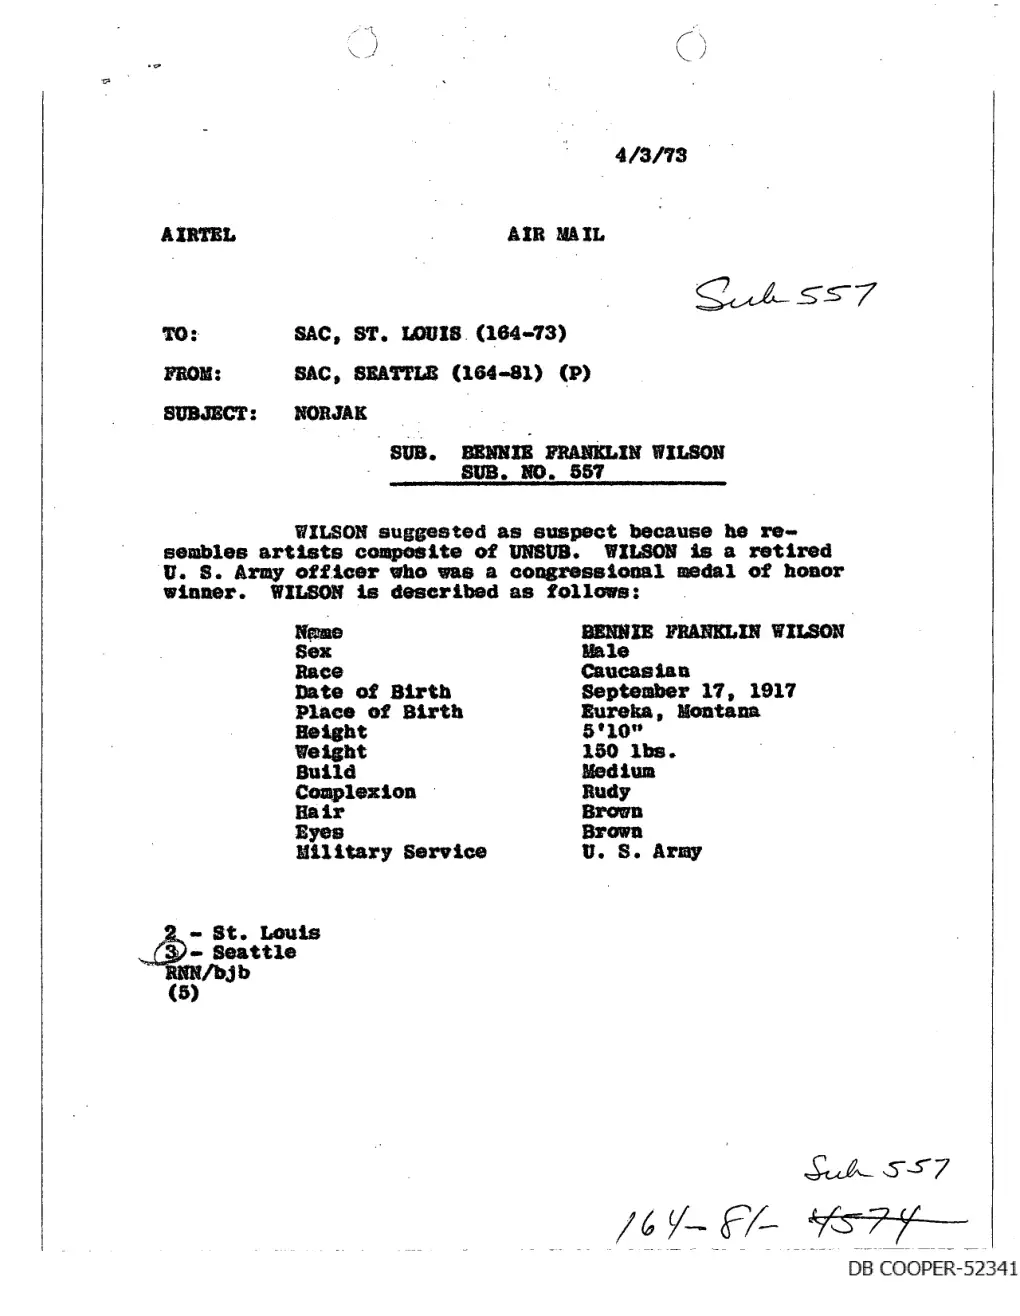 4/3/73
AIRTEL AIR MAIL
Sub 557
TO: SAC, ST. LOUIS (164-73)
FROM: SAC, SEATTLE (164-81) (P)
SUBJECT: NORJAK
SUB. BENNIE FRANKLIN WILSON
SUB. NO. 557
WILSON suggested as suspect because he re-
sembles artists composite of UNSUB. WILSON is a retired
U. S. Army officer who was a congressional medal of honor
winner. WILSON is described as follows:
Name BENNIE FRANKLIN WILSON
Sex Male
Race Caucasian
Date of Birth September 17, 1917
Place of Birth Eureka, Montana
Height 5'10"
Weight 150 lbs.
Build Medium
Complexion Rudy
Hair Brown
Eyes Brown
Military Service U. S. Army
2 - St. Louis
3 - Seattle
RNN/bjb
(5)
Sub 557
164-81- 4574
DB COOPER-52341